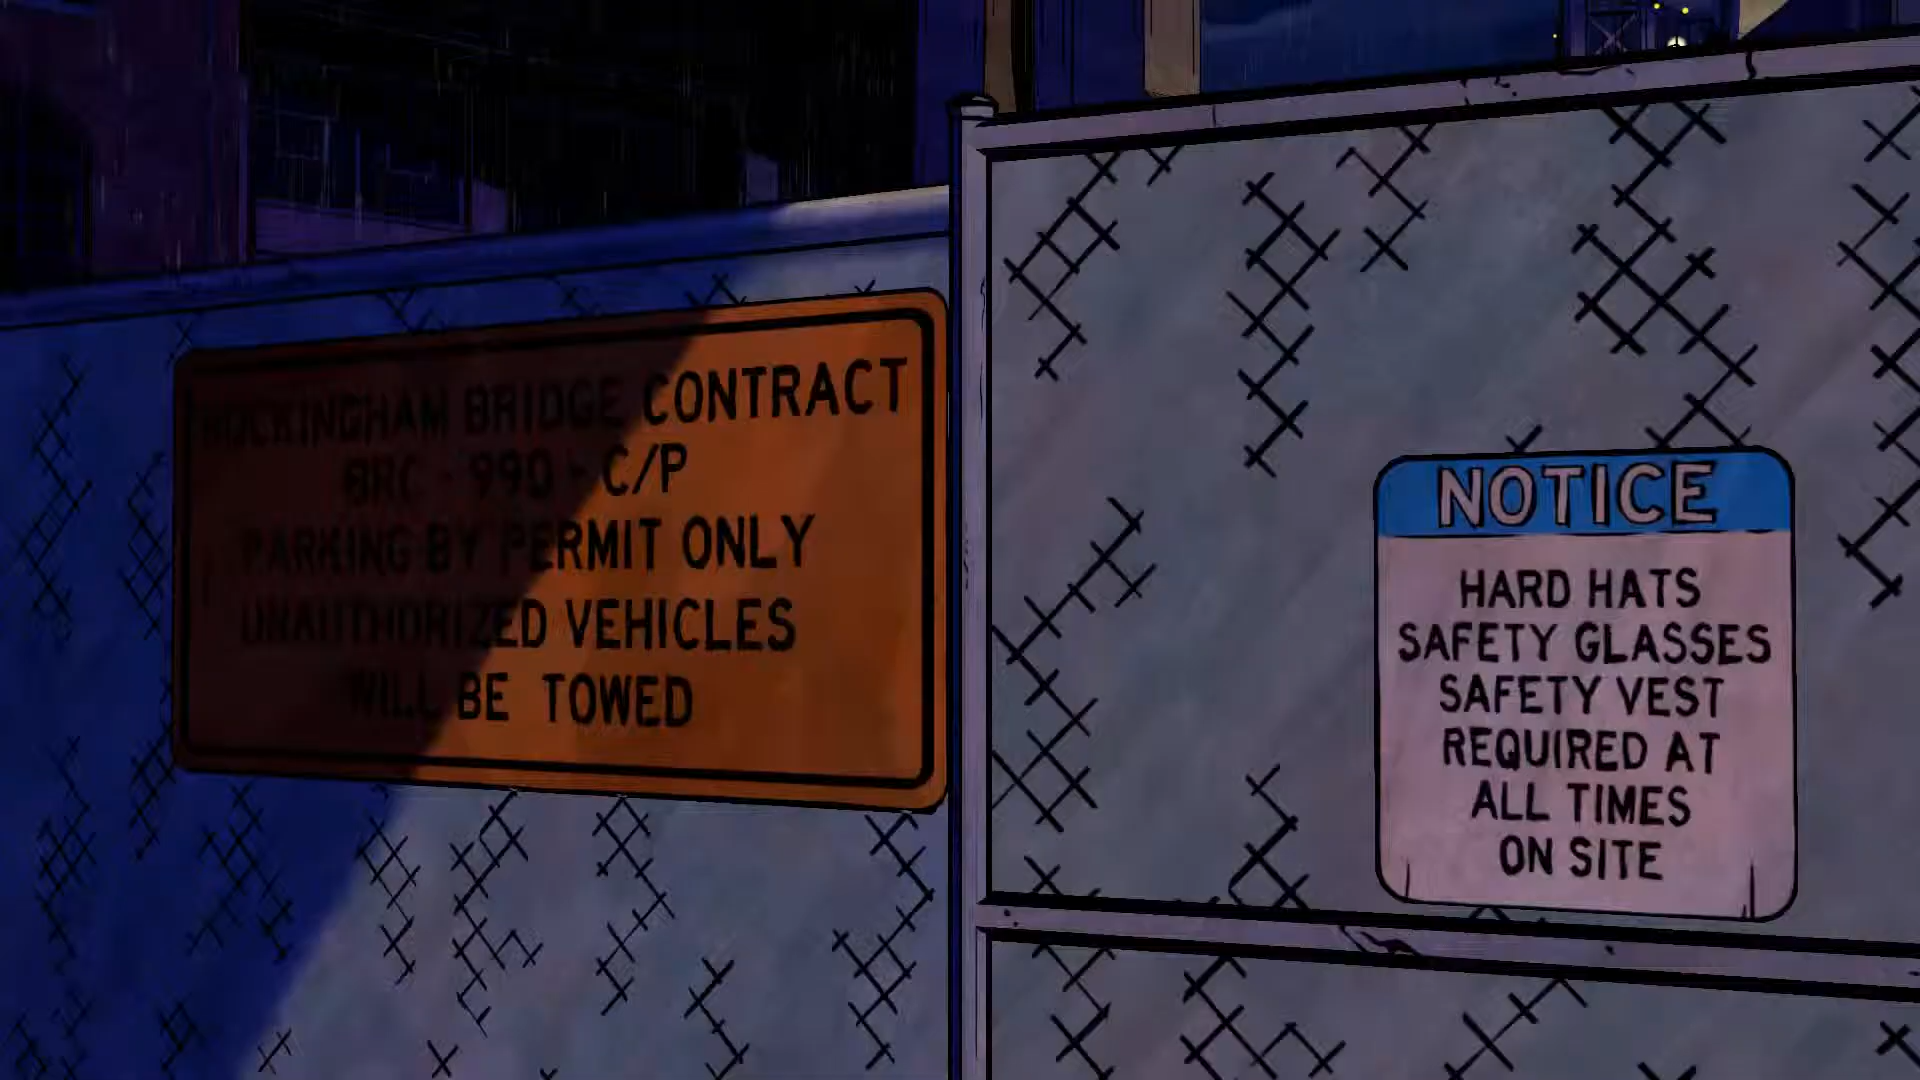 ROCKINGHAM BRIDGE CONTRACT
BRC - 990 - C/P
PARKING BY PERMIT ONLY
UNAUTHORIZED VEHICLES
WILL BE TOWED
NOTICE
HARD HATS
SAFETY GLASSES
SAFETY VEST
REQUIRED AT
ALL TIMES
ON SITE